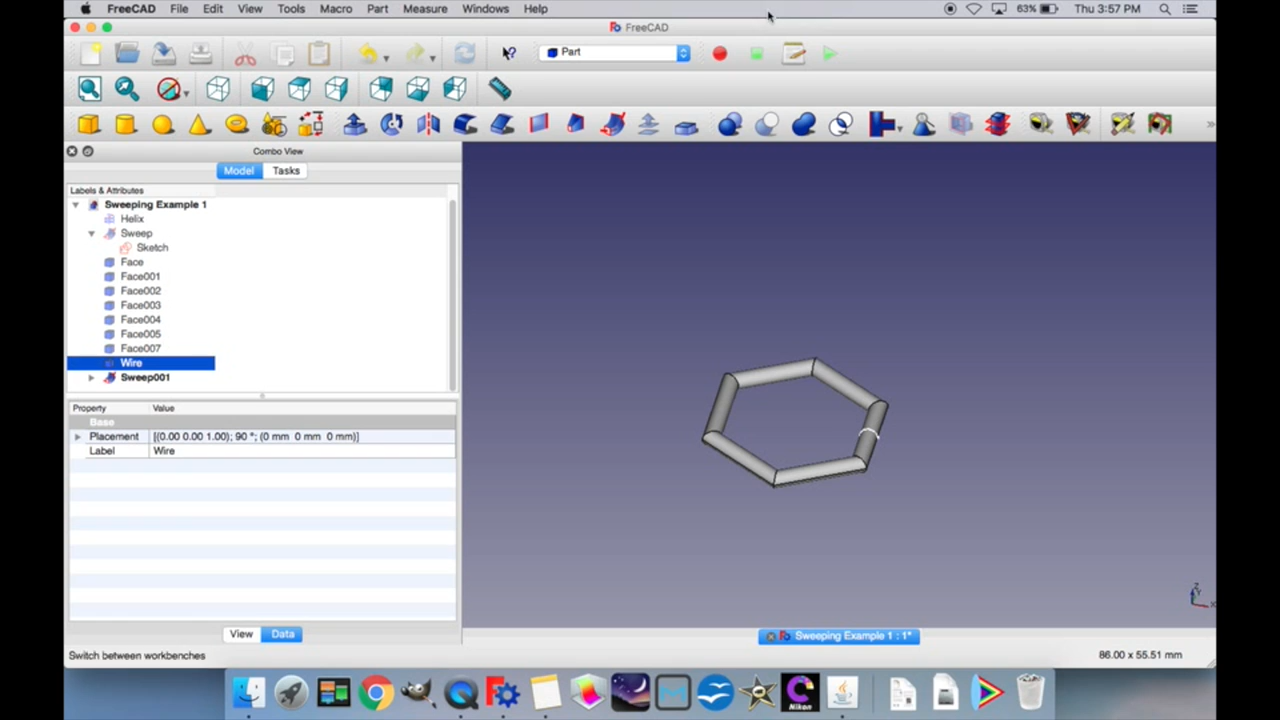 FreeCAD File Edit View Tools Macro Part Measure Windows Help 63% Thu 3:57 PM
FreeCAD
Part
Combo View
Model Tasks
Labels & Attributes
Sweeping Example 1
Helix
Sweep
Sketch
Face
Face001
Face002
Face003
Face004
Face005
Face007
Wire
Sweep001
Property Value
Base
Placement [(0.00 0.00 1.00); 90 °; (0 mm 0 mm 0 mm)]
Label Wire
Z
Y
X
View Data
Sweeping Example 1 : 1*
Switch between workbenches 86.00 x 55.51 mm
Nikon